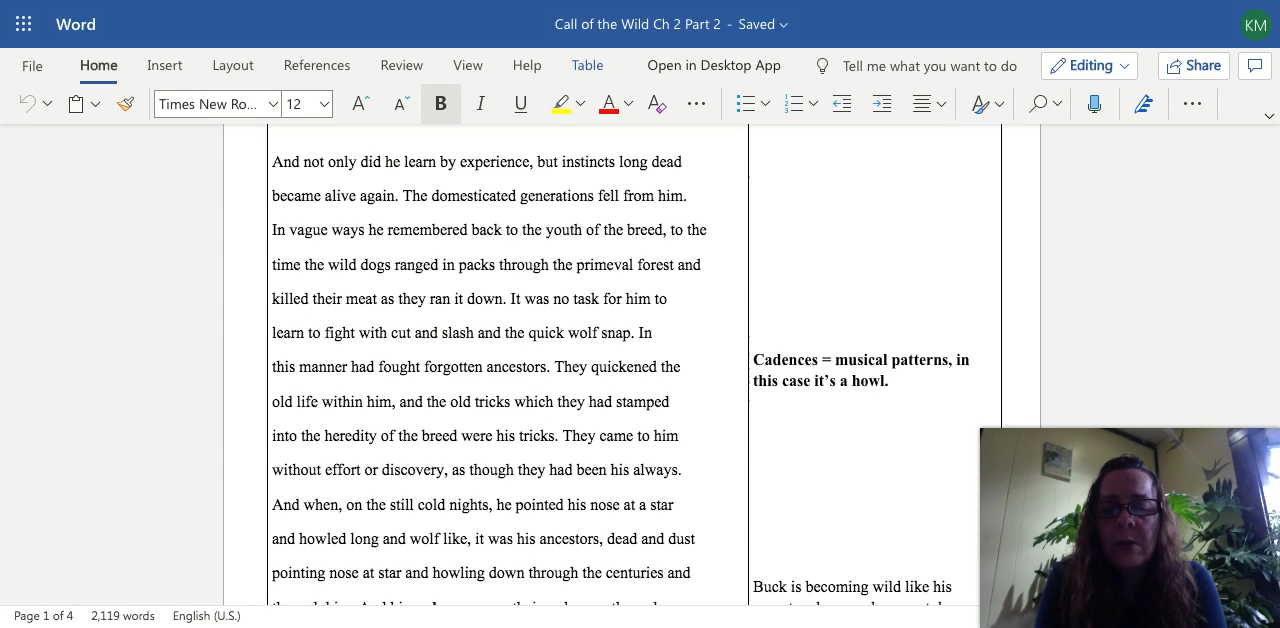 Word
Call of the Wild Ch 2 Part 2 - Saved
KM
File
Home
Insert
Layout
References
Review
View
Help
Table
Open in Desktop App
Tell me what you want to do
Editing
Share
Times New Ro...
12
And not only did he learn by experience, but instincts long dead
became alive again. The domesticated generations fell from him.
In vague ways he remembered back to the youth of the breed, to the
time the wild dogs ranged in packs through the primeval forest and
killed their meat as they ran it down. It was no task for him to
learn to fight with cut and slash and the quick wolf snap. In
this manner had fought forgotten ancestors. They quickened the
old life within him, and the old tricks which they had stamped
into the heredity of the breed were his tricks. They came to him
without effort or discovery, as though they had been his always.
And when, on the still cold nights, he pointed his nose at a star
and howled long and wolf like, it was his ancestors, dead and dust
pointing nose at star and howling down through the centuries and
Cadences = musical patterns, in
this case it’s a howl.
Buck is becoming wild like his
Page 1 of 4
2,119 words
English (U.S.)